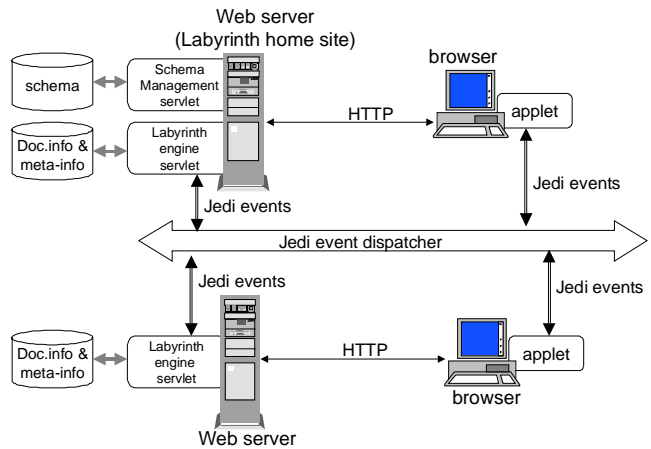 Web server
(Labyrinth home site)
browser
schema
Schema
Management
servlet
HTTP
applet
Doc.info &
meta-info
Labyrinth
engine
servlet
Jedi events
Jedi events
Jedi event dispatcher
Jedi events
Jedi events
Doc.info &
meta-info
Labyrinth
engine
servlet
HTTP
applet
browser
Web server